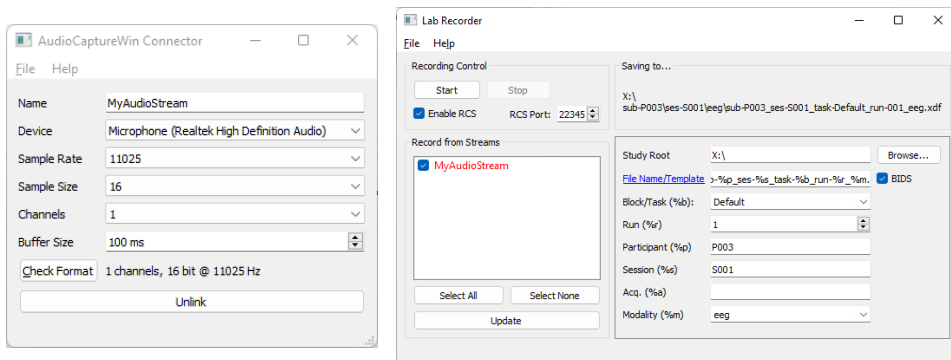 AudioCaptureWin Connector
File Help
Name MyAudioStream
Device Microphone (Realtek High Definition Audio)
Sample Rate 11025
Sample Size 16
Channels 1
Buffer Size 100 ms
Check Format 1 channels, 16 bit @ 11025 Hz
Unlink
Lab Recorder
File Help
Recording Control
Start Stop
Enable RCS RCS Port: 22345
Record from Streams
MyAudioStream
Select All Select None
Update
Saving to...
X:\
sub-P003\ses-S001\eeg\sub-P003_ses-S001_task-Default_run-001_eeg.xdf
Study Root X:\ Browse...
File Name/Template >-%p_ses-%s_task-%b_run-%r_%m. BIDS
Block/Task (%b): Default
Run (%r) 1
Participant (%p) P003
Session (%s) S001
Acq. (%a)
Modality (%m) eeg